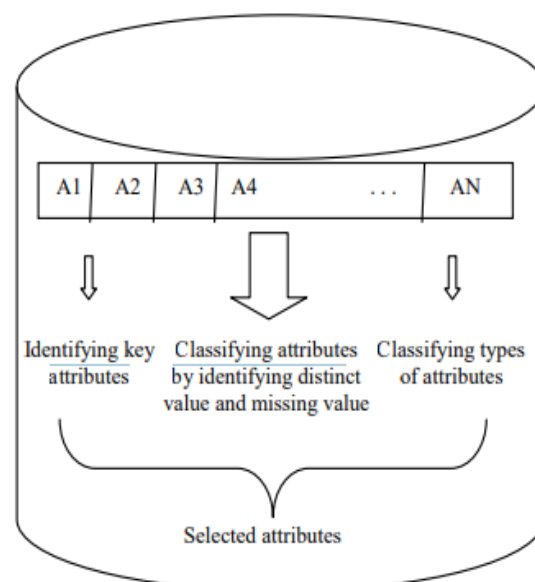 A1 A2 A3 A4 . . . AN
Identifying key attributes
Classifying attributes by identifying distinct value and missing value
Classifying types of attributes
Selected attributes